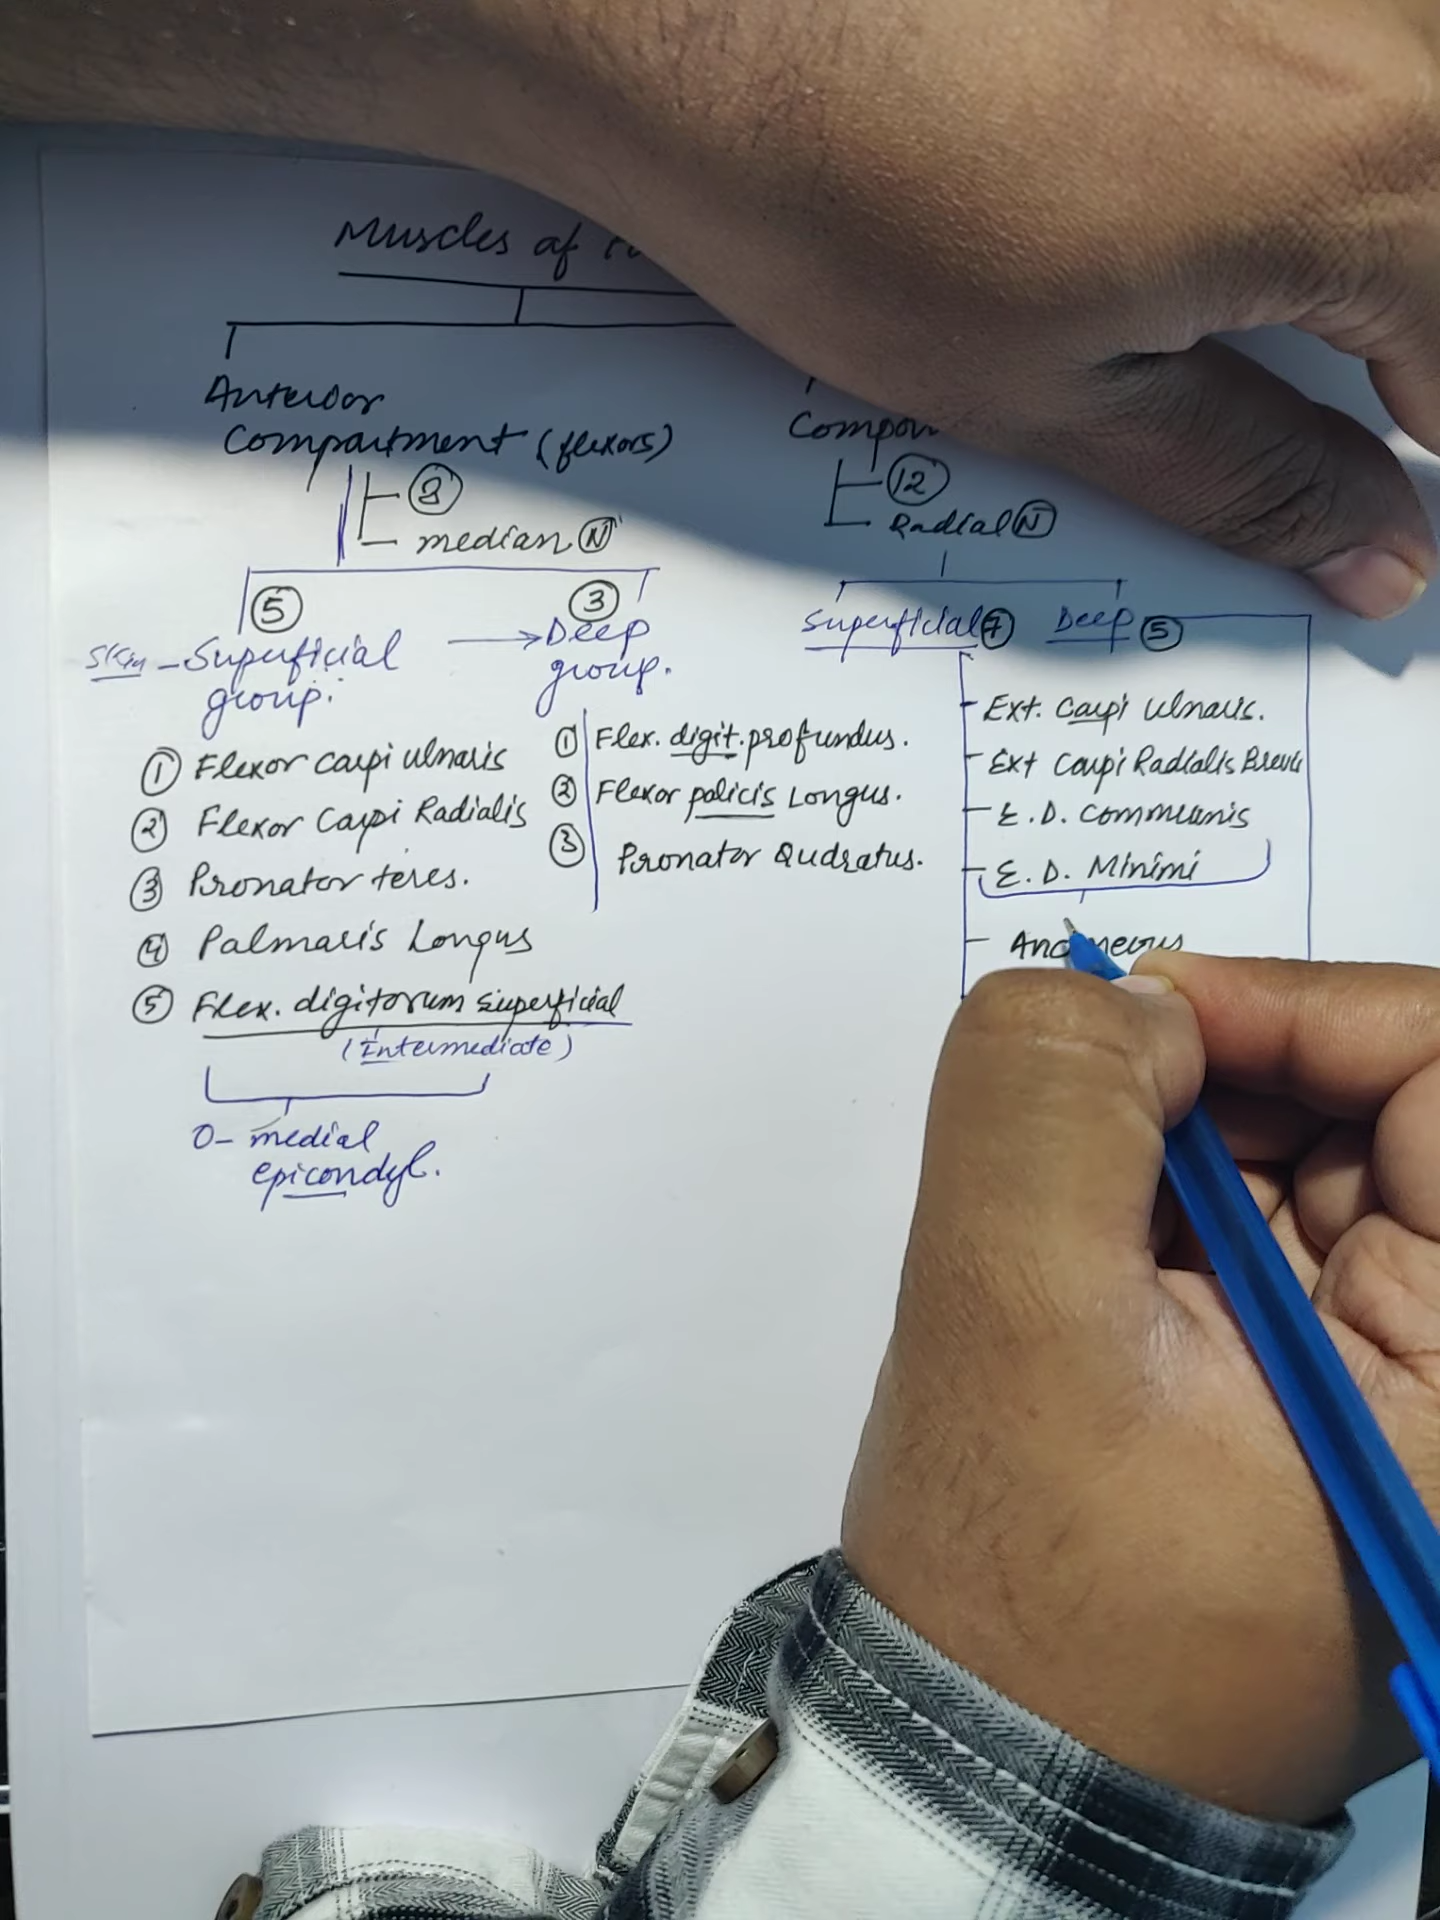 Muscles of
Anterior
Compartment (flexors)
8
median N
5
Skin - Superficial
group.
3
Deep
group.
1 Flexor carpi ulnaris
2 Flexor Carpi Radialis
3 Pronator teres.
4 Palmaris Longus
5 Flex. digitorum superficial
(Intermediate)
O- medial
epicondyl.
1 Flex. digit. profundus.
2 Flexor policis Longus.
3 Pronator Qudratus.
12
Radial N
Superficial 7
Deep 5
Ext. Carpi ulnaris.
Ext Carpi Radialis Brevis
E. D. Communis
E. D. Minimi